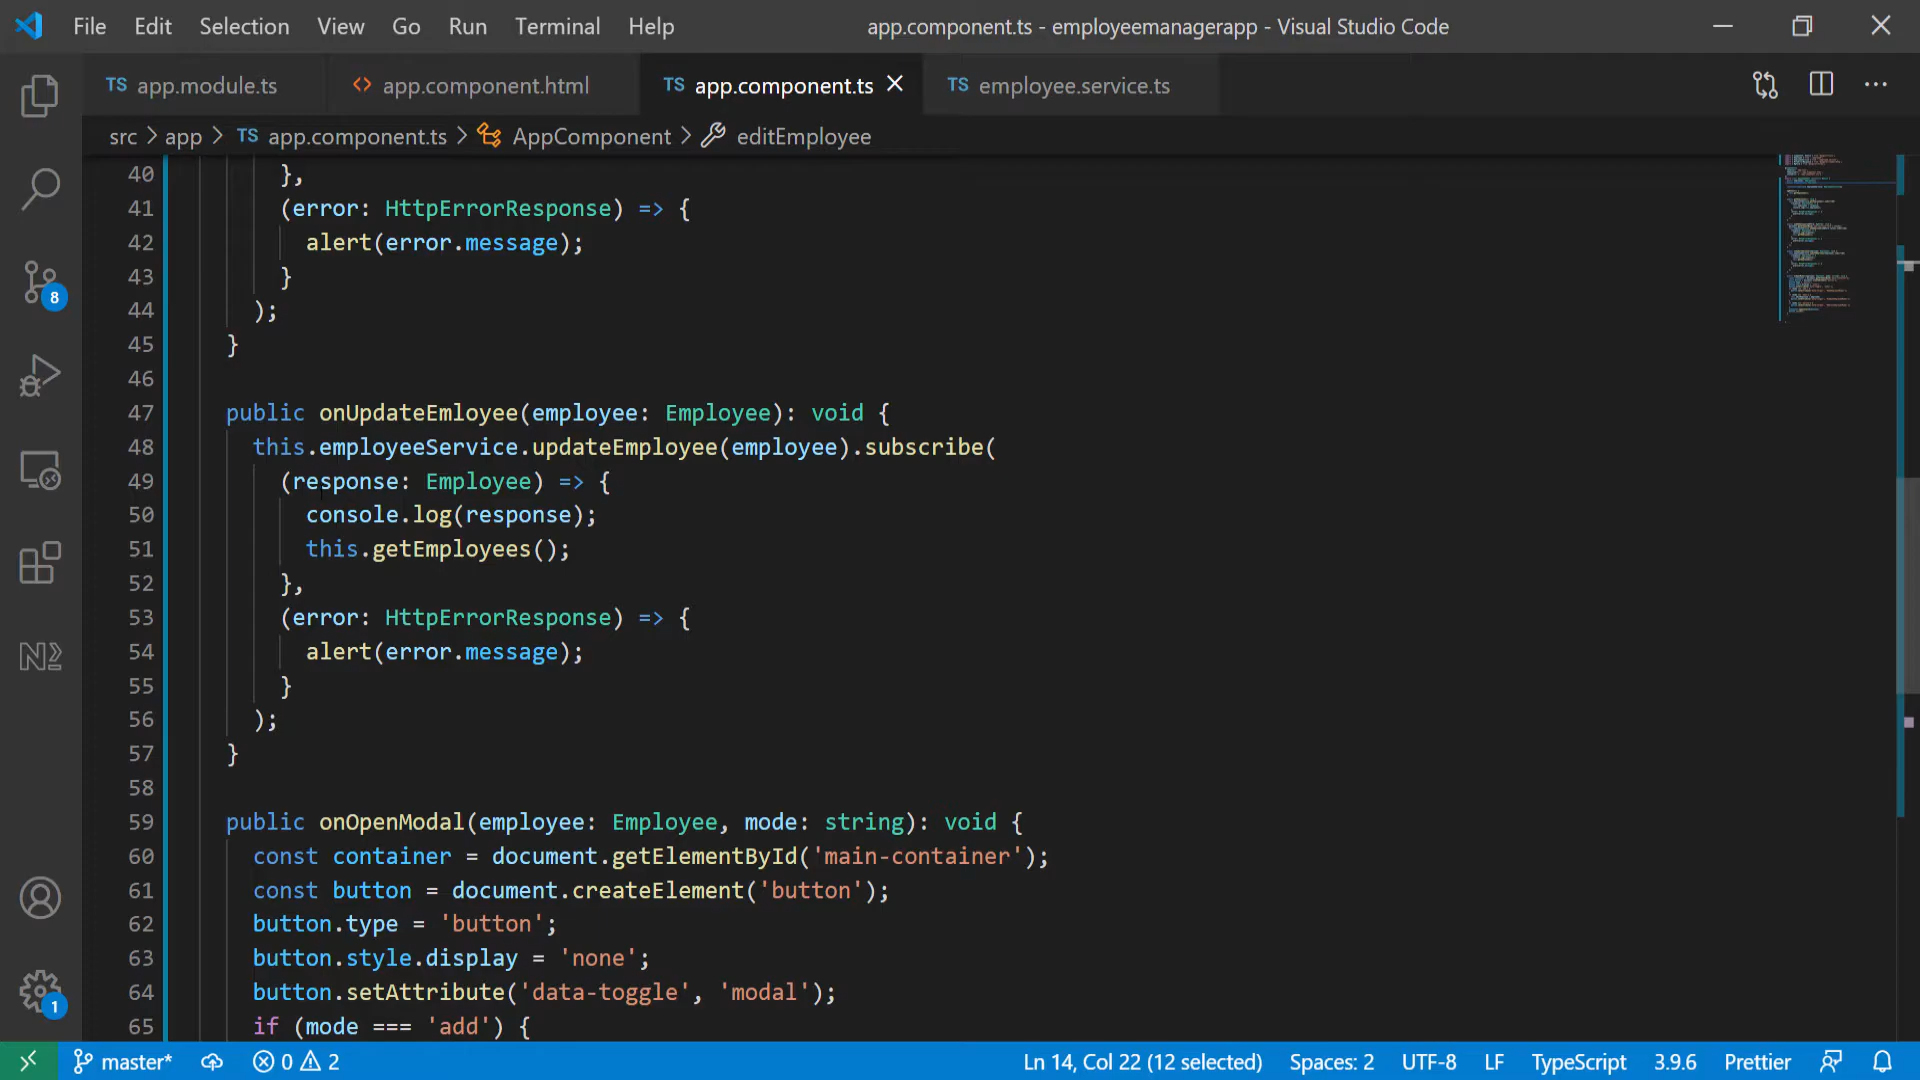 File Edit Selection View Go Run Terminal Help app.component.ts - employeemanagerapp - Visual Studio Code
TS app.module.ts <> app.component.html TS app.component.ts TS employee.service.ts
src > app > TS app.component.ts > AppComponent > editEmployee
40 },
41 (error: HttpErrorResponse) => {
42 alert(error.message);
43 }
44 );
45 }
46
47 public onUpdateEmloyee(employee: Employee): void {
48 this.employeeService.updateEmployee(employee).subscribe(
49 (response: Employee) => {
50 console.log(response);
51 this.getEmployees();
52 },
53 (error: HttpErrorResponse) => {
54 alert(error.message);
55 }
56 );
57 }
58
59 public onOpenModal(employee: Employee, mode: string): void {
60 const container = document.getElementById('main-container');
61 const button = document.createElement('button');
62 button.type = 'button';
63 button.style.display = 'none';
64 button.setAttribute('data-toggle', 'modal');
65 if (mode === 'add') {
8
1
master* 0 2 Ln 14, Col 22 (12 selected) Spaces: 2 UTF-8 LF TypeScript 3.9.6 Prettier